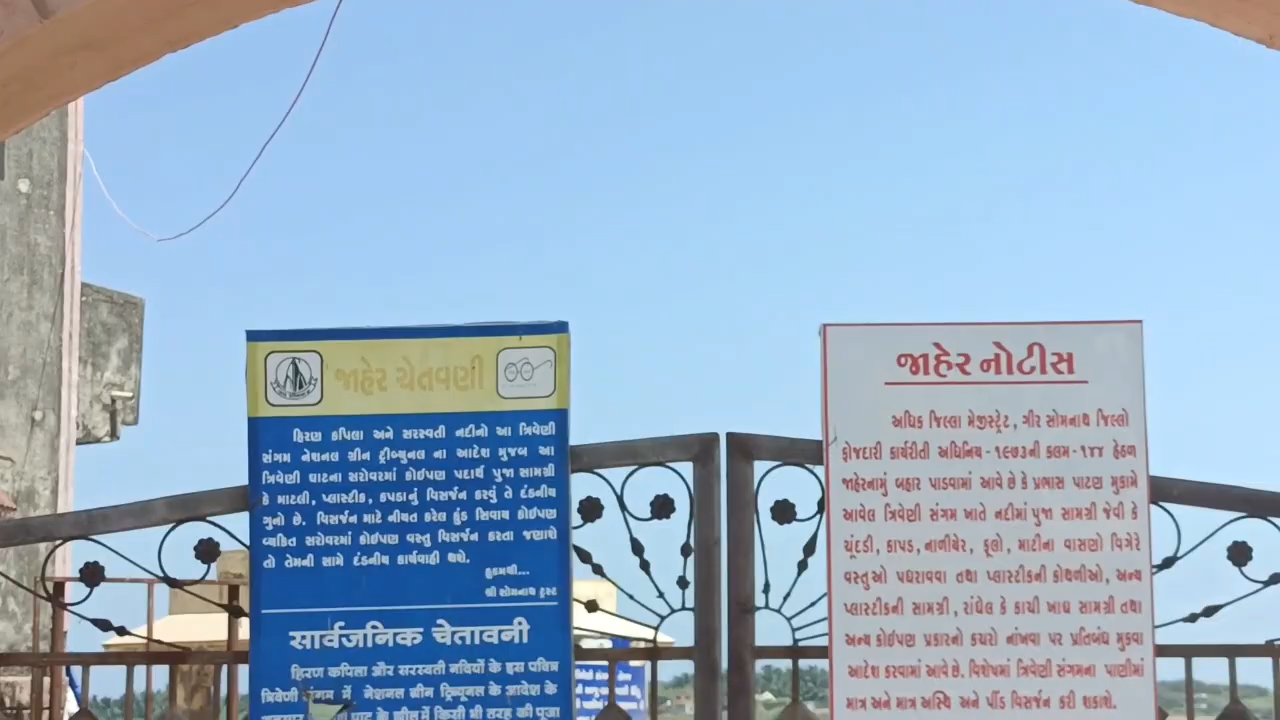 જાહેર ચેતવણી
હિરણ કપિલા અને સરસ્વતી નદીનો આ ત્રિવેણી
સંગમ નેશનલ ગ્રીન ટ્રીબ્યુનલ ના આદેશ મુજબ આ
ત્રિવેણી ઘાટના સરોવરમાં કોઈપણ પદાર્થ પુજા સામગ્રી
કે માટલી, પ્લાસ્ટીક, કપડાનું વિસર્જન કરવું તે દંડનીય
ગુનો છે. વિસર્જન માટે નીયત કરેલ કુંડ સિવાય કોઈપણ
વ્યકિત સરોવરમાં કોઈપણ વસ્તુ વિસર્જન કરતા જણાશે
તો તેમની સામે દંડનીય કાર્યવાહી થશે.
હુકમથી...
શ્રી સોમનાથ ટ્રસ્ટ
सार्वजनिक चेतावनी
हिरण कपिला और सरस्वती नदियों के इस पवित्र
त्रिवेणी संगम में नेशनल ग्रीन ट्रिब्यूनल के आदेश के
में किसी भी तरह की पूजा
જાહેર નોટીસ
અધિક જિલ્લા મેજીસ્ટ્રેટ, ગીર સોમનાથ જિલ્લો
ફોજદારી કાર્યરીતી અધિનિય - ૧૯૭૩ની કલમ - ૧૪૪ હેઠળ
જાહેરનામું બહાર પાડવામાં આવે છે કે પ્રભાસ પાટણ મુકામે
આવેલ ત્રિવેણી સંગમ ખાતે નદીમાં પુજા સામગ્રી જેવી કે
ચુંદડી, કાપડ, નાળીયેર, ફૂલો, માટીના વાસણો વિગેરે
વસ્તુઓ પધરાવવા તથા પ્લાસ્ટીકની કોથળીઓ, અન્ય
પ્લાસ્ટીકની સામગ્રી, રાંધેલ કે કાચી ખાદ્ય સામગ્રી તથા
અન્ય કોઈપણ પ્રકારનો કચરો નાંખવા પર પ્રતિબંધ મુકવા
આદેશ કરવામાં આવે છે. વિશેષમાં ત્રિવેણી સંગમના પાણીમાં
માત્ર અને માત્ર અસ્થિ અને પીંડ વિસર્જન કરી શકાશે.